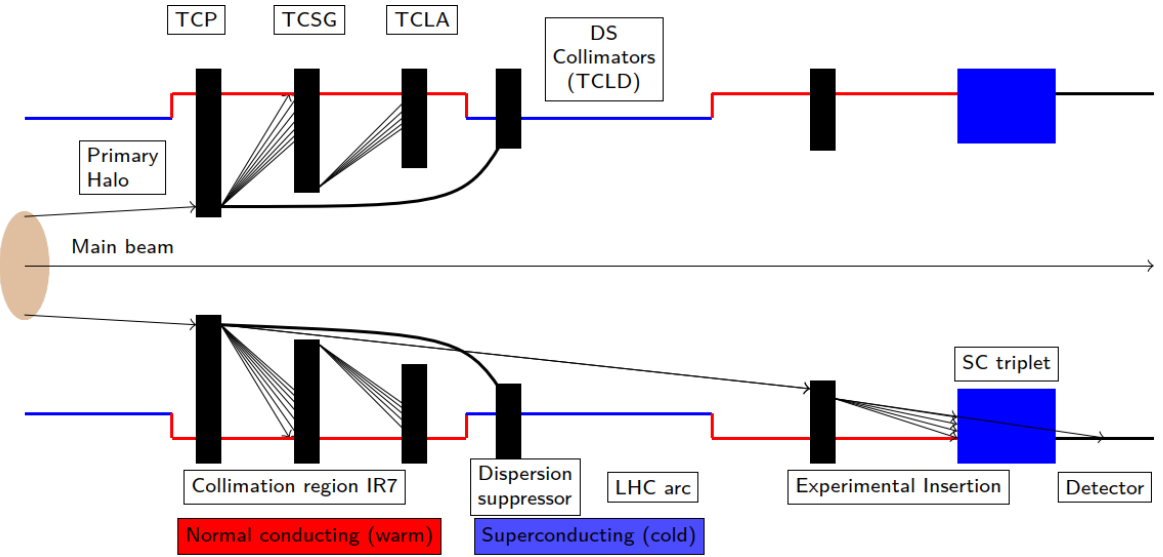 TCP
TCSG
TCLA
DS
Collimators
(TCLD)
Primary
Halo
Main beam
SC triplet
Collimation region IR7
Dispersion
suppressor
LHC arc
Experimental Insertion
Detector
Normal conducting (warm)
Superconducting (cold)